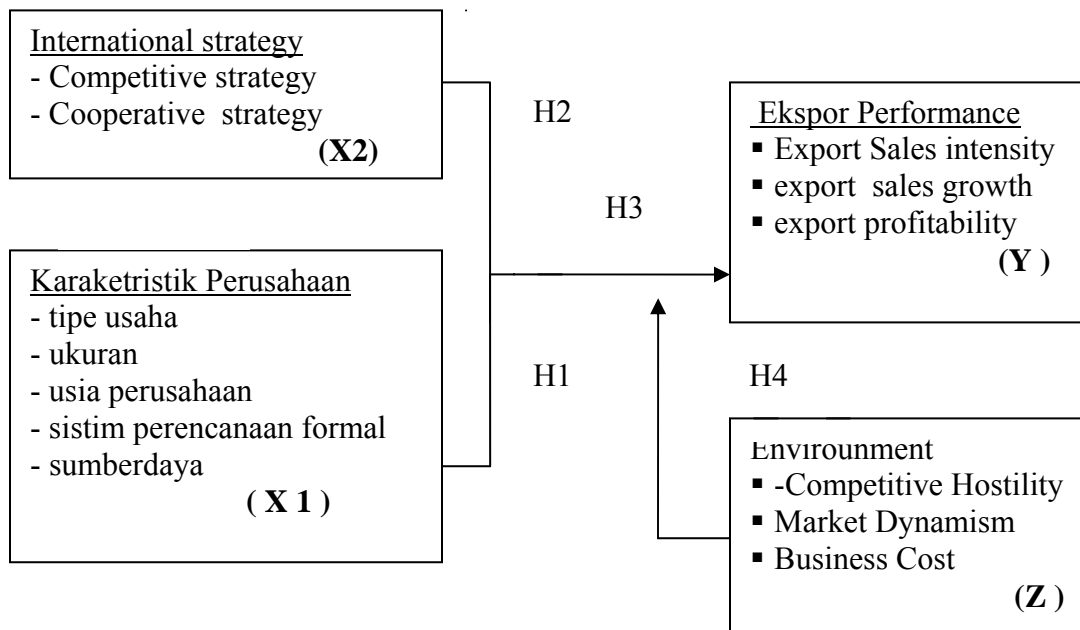 International strategy
- Competitive strategy
- Cooperative strategy
(X2)
H2
H3
Ekspor Performance
▪ Export Sales intensity
▪ export sales growth
▪ export profitability
(Y )
Karaketristik Perusahaan
- tipe usaha
- ukuran
- usia perusahaan
- sistim perencanaan formal
- sumberdaya
( X 1 )
H1
H4
Envirounment
▪ -Competitive Hostility
▪ Market Dynamism
▪ Business Cost
(Z )